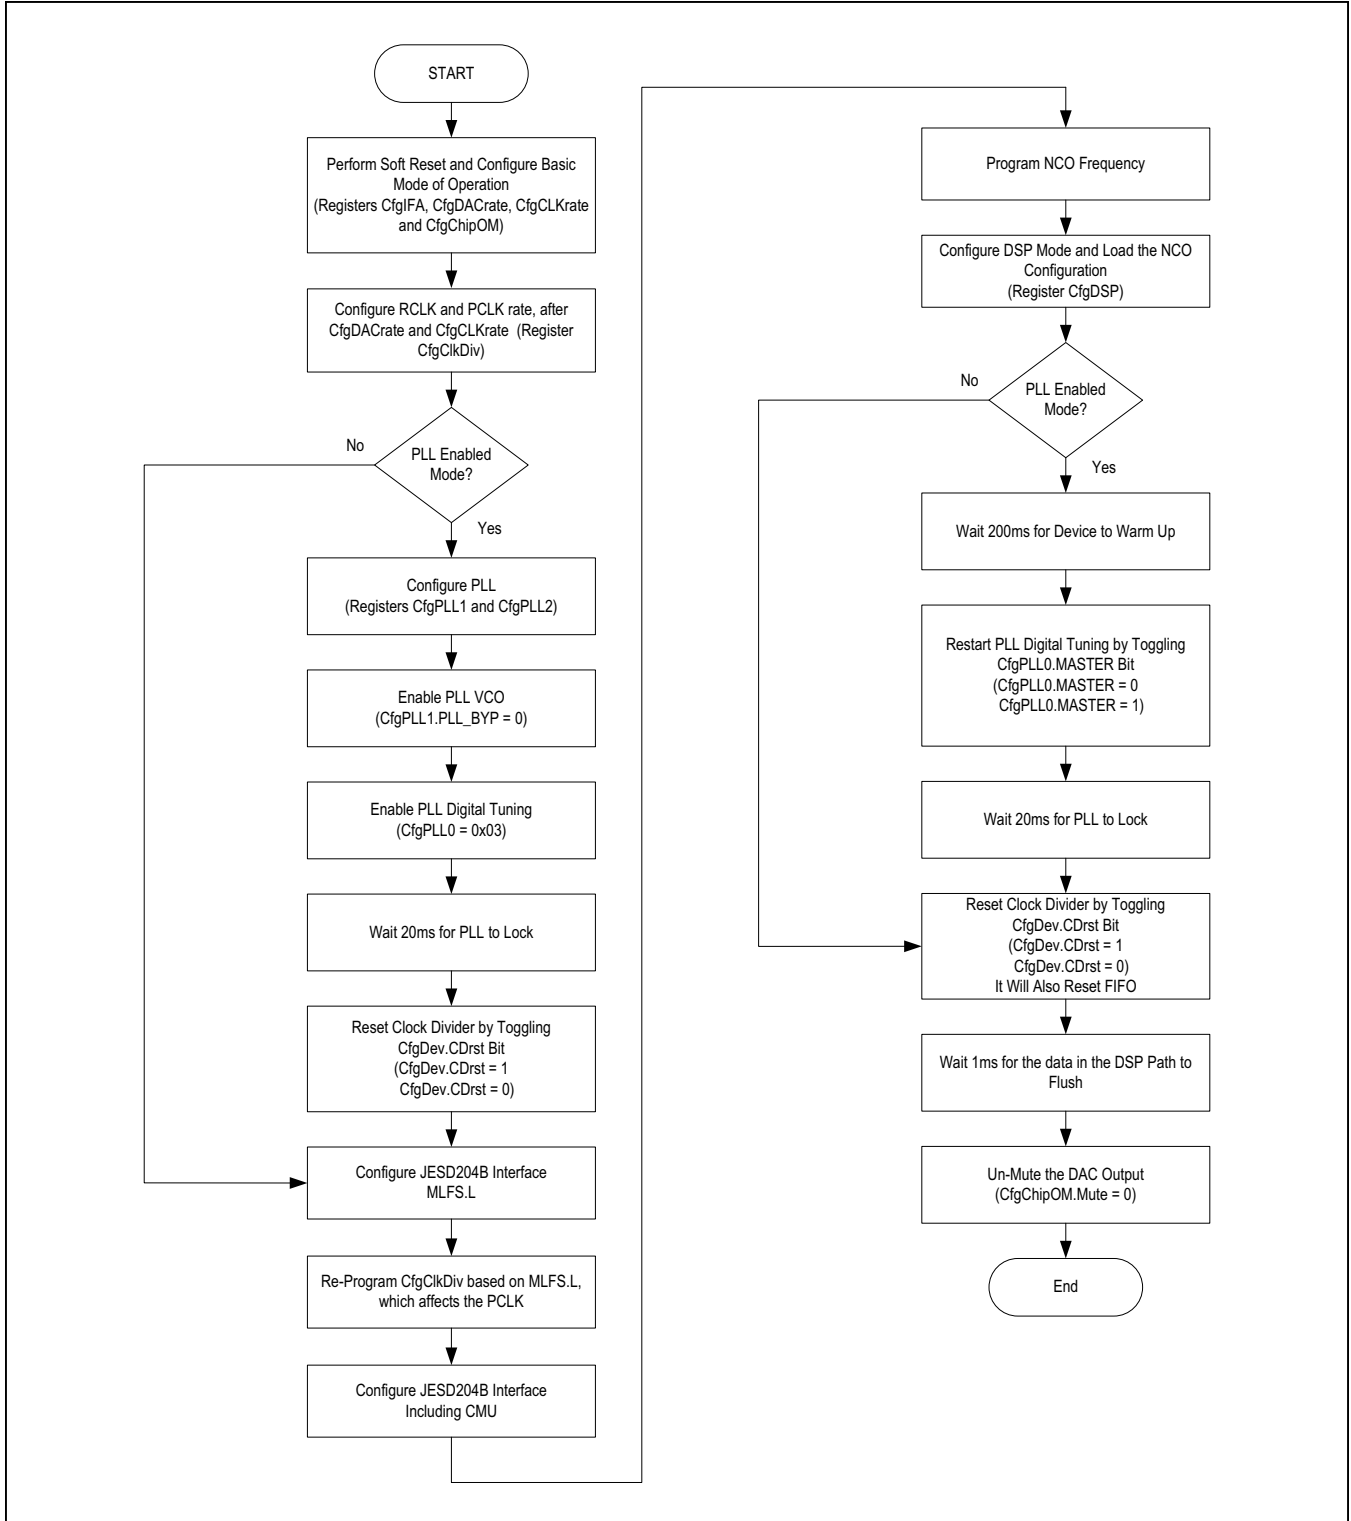 START
Perform Soft Reset and Configure Basic
Mode of Operation
(Registers CfgIFA, CfgDACrate, CfgCLKrate
and CfgChipOM)
Configure RCLK and PCLK rate, after
CfgDACrate and CfgCLKrate (Register
CfgClkDiv)
No
PLL Enabled
Mode?
Yes
Configure PLL
(Registers CfgPLL1 and CfgPLL2)
Enable PLL VCO
(CfgPLL1.PLL_BYP = 0)
Enable PLL Digital Tuning
(CfgPLL0 = 0x03)
Wait 20ms for PLL to Lock
Reset Clock Divider by Toggling
CfgDev.CDrst Bit
(CfgDev.CDrst = 1
CfgDev.CDrst = 0)
Configure JESD204B Interface
MLFS.L
Re-Program CfgClkDiv based on MLFS.L,
which affects the PCLK
Configure JESD204B Interface
Including CMU
Program NCO Frequency
Configure DSP Mode and Load the NCO
Configuration
(Register CfgDSP)
No
PLL Enabled
Mode?
Yes
Wait 200ms for Device to Warm Up
Restart PLL Digital Tuning by Toggling
CfgPLL0.MASTER Bit
(CfgPLL0.MASTER = 0
CfgPLL0.MASTER = 1)
Wait 20ms for PLL to Lock
Reset Clock Divider by Toggling
CfgDev.CDrst Bit
(CfgDev.CDrst = 1
CfgDev.CDrst = 0)
It Will Also Reset FIFO
Wait 1ms for the data in the DSP Path to
Flush
Un-Mute the DAC Output
(CfgChipOM.Mute = 0)
End